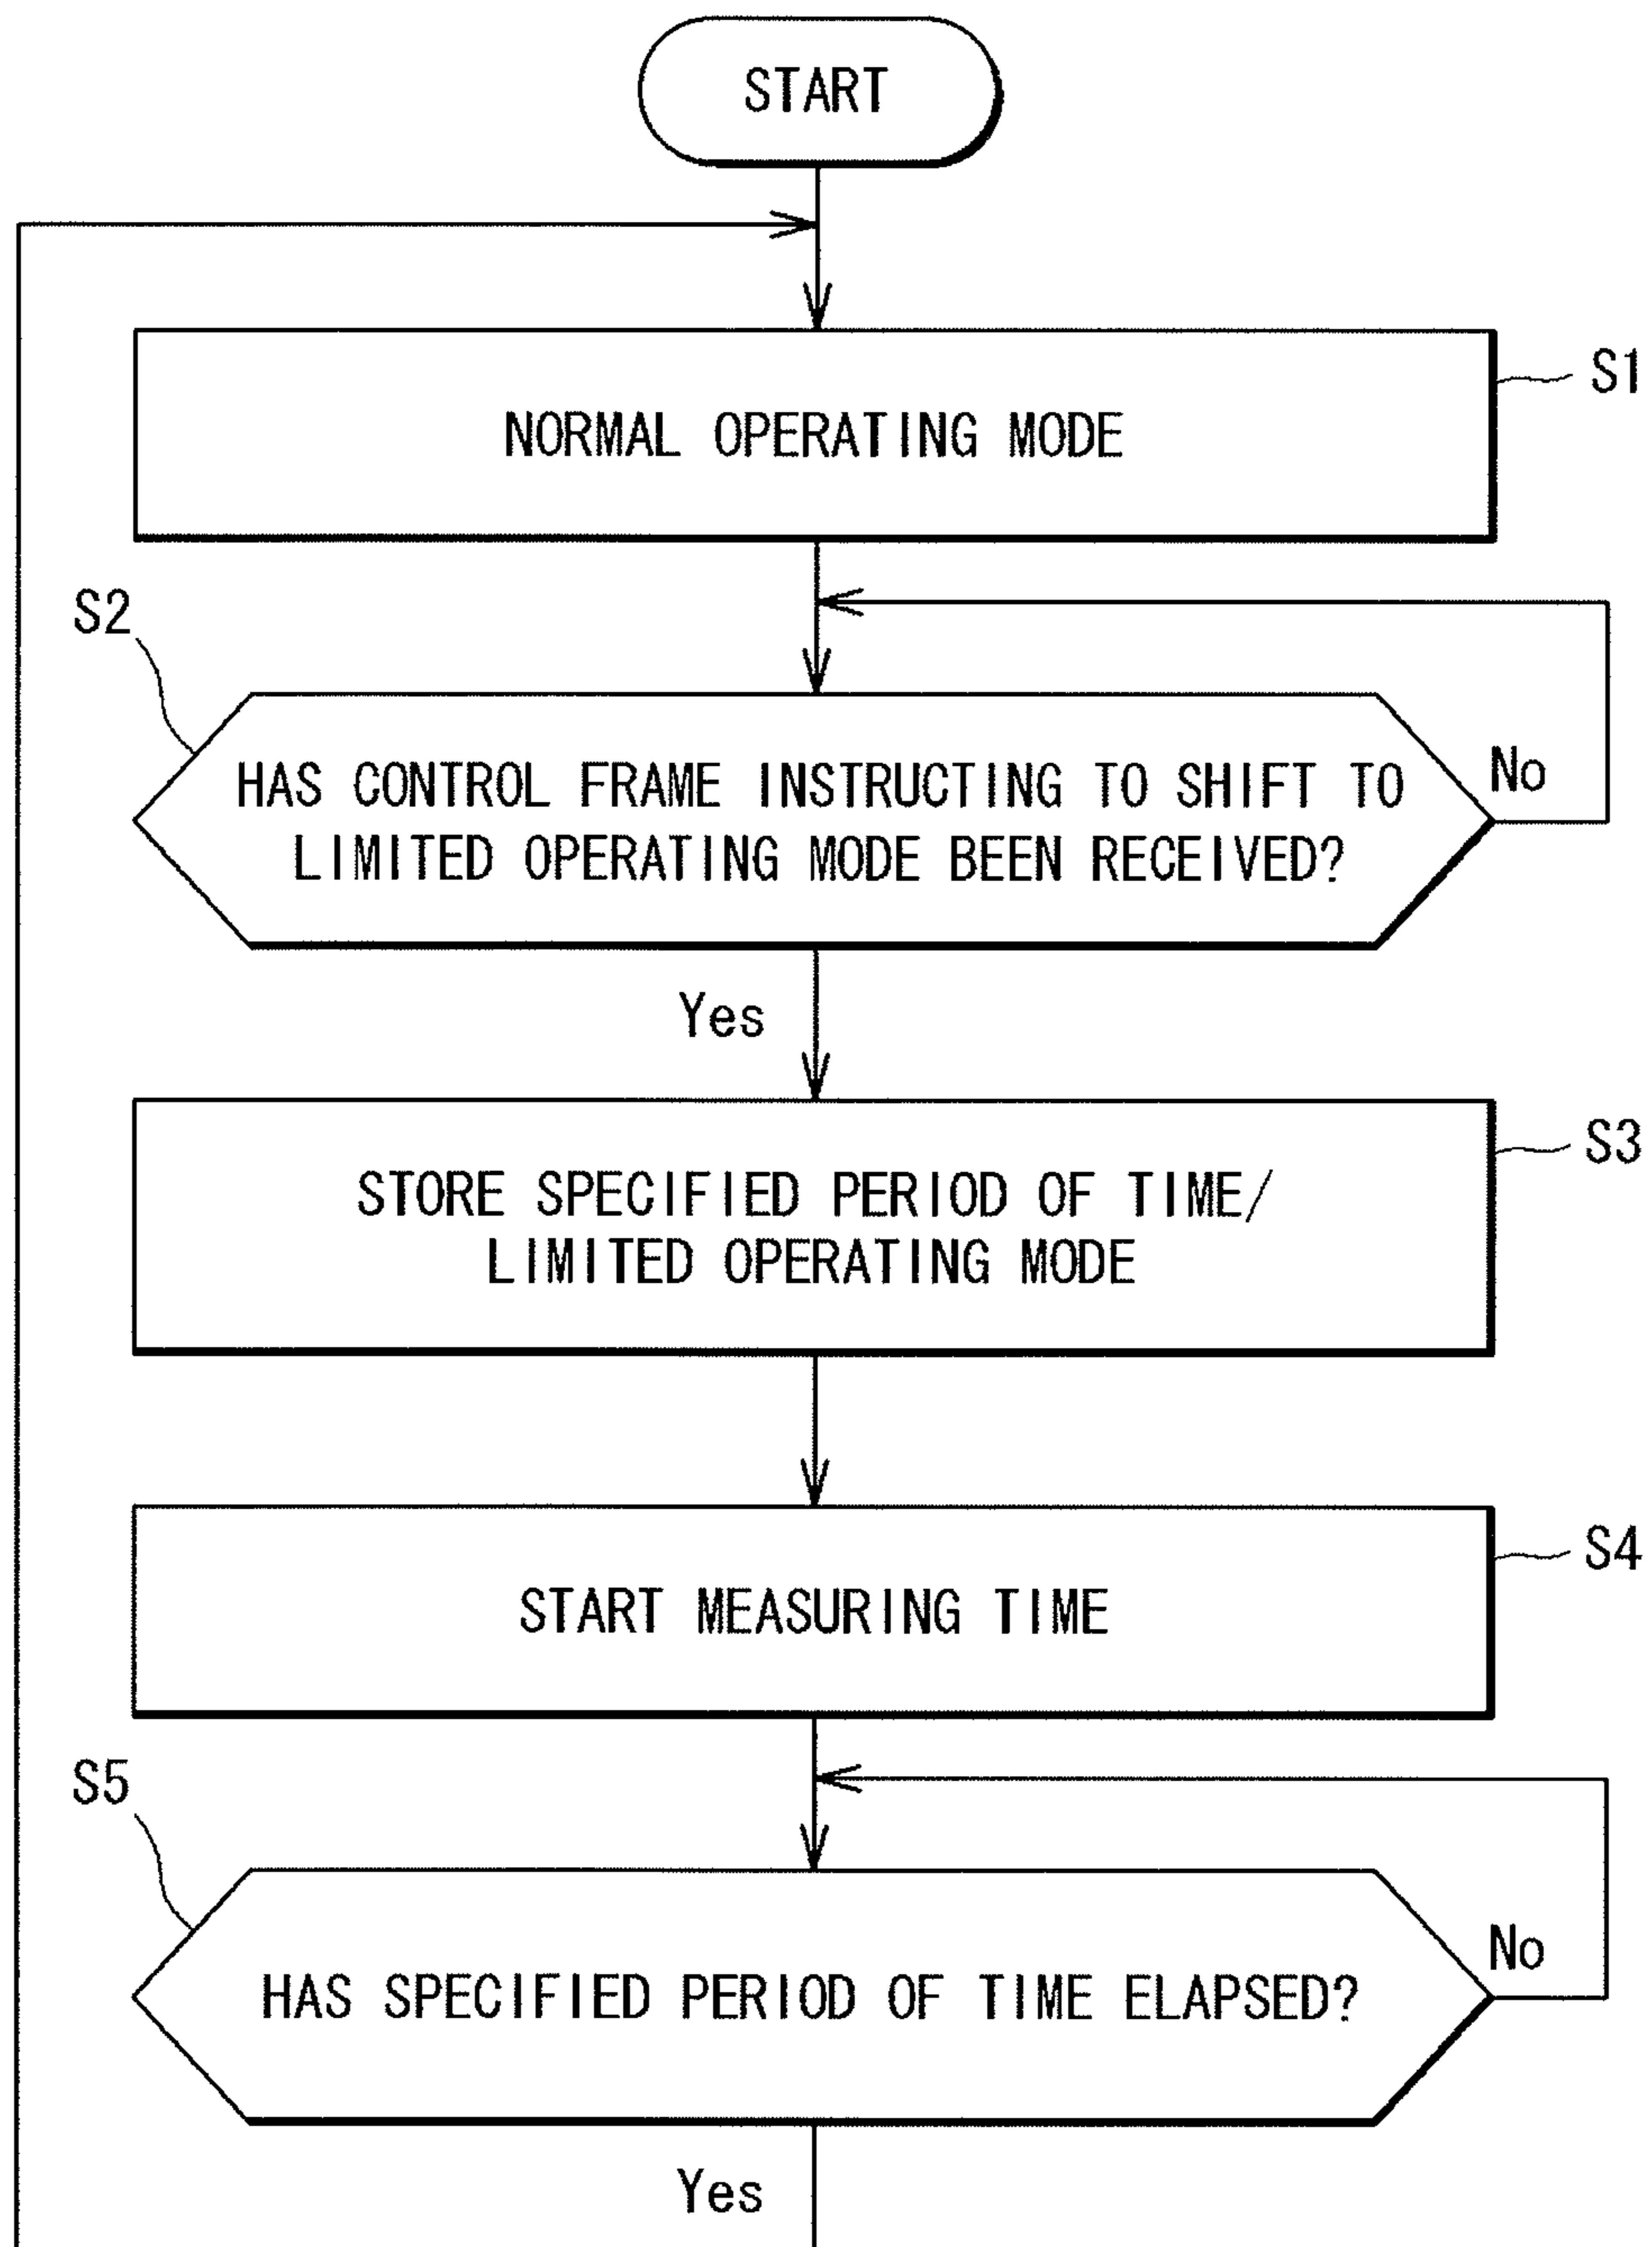 START
NORMAL OPERATING MODE
S1
S2
HAS CONTROL FRAME INSTRUCTING TO SHIFT TO
LIMITED OPERATING MODE BEEN RECEIVED?
No
Yes
STORE SPECIFIED PERIOD OF TIME/
LIMITED OPERATING MODE
S3
START MEASURING TIME
S4
S5
HAS SPECIFIED PERIOD OF TIME ELAPSED?
No
Yes